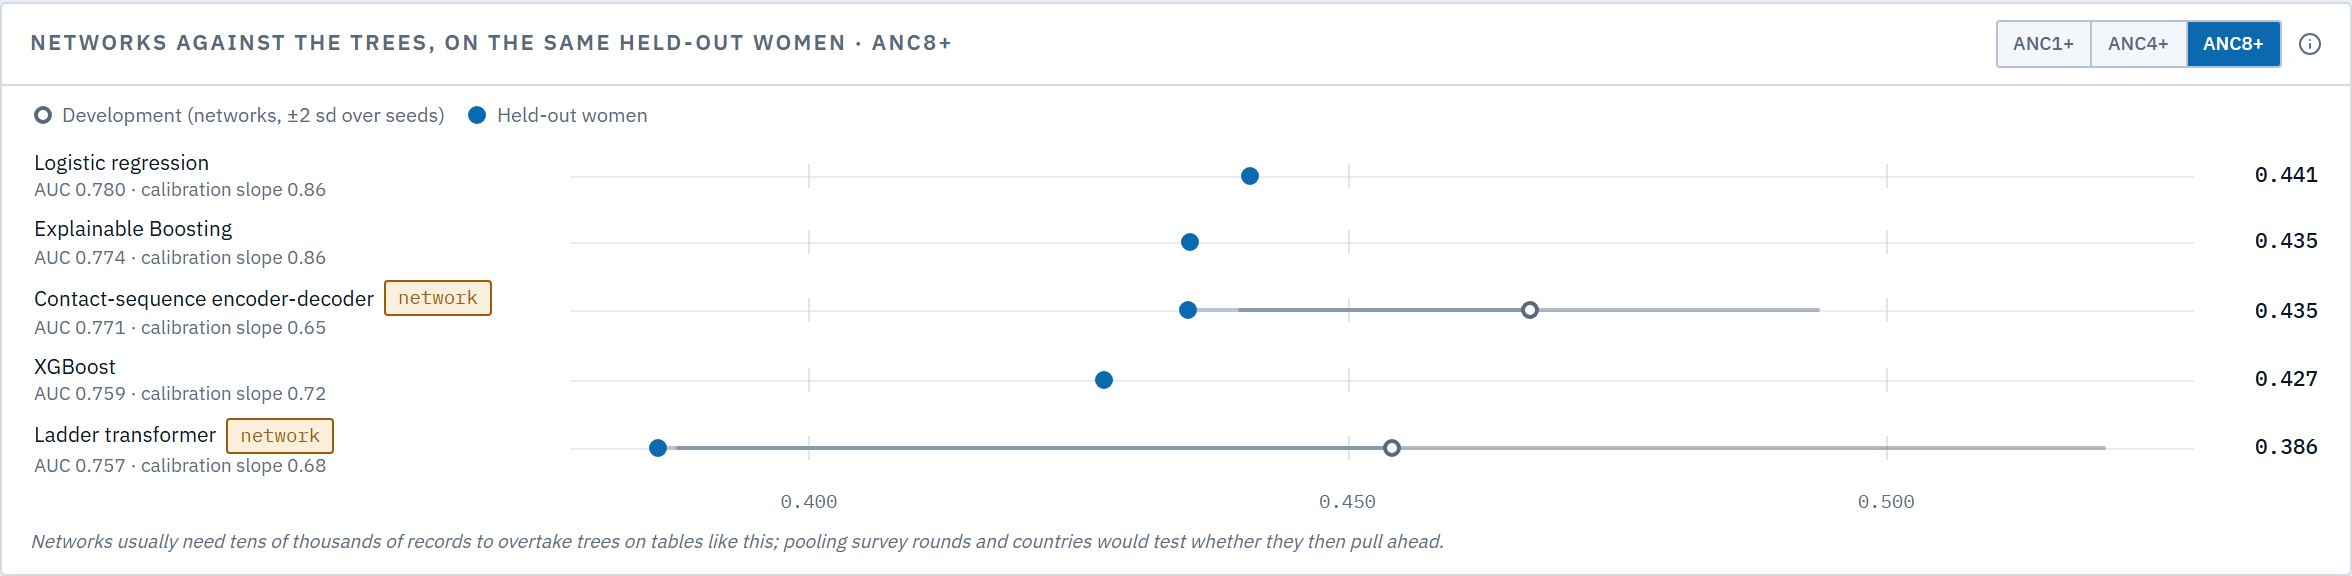 NETWORKS AGAINST THE TREES, ON THE SAME HELD-OUT WOMEN · ANC8+
ANC1+ ANC4+ ANC8+
Development (networks, ±2 sd over seeds) Held-out women
Logistic regression
AUC 0.780 · calibration slope 0.86
0.441
Explainable Boosting
AUC 0.774 · calibration slope 0.86
0.435
Contact-sequence encoder-decoder network
AUC 0.771 · calibration slope 0.65
0.435
XGBoost
AUC 0.759 · calibration slope 0.72
0.427
Ladder transformer network
AUC 0.757 · calibration slope 0.68
0.386
0.400 0.450 0.500
Networks usually need tens of thousands of records to overtake trees on tables like this; pooling survey rounds and countries would test whether they then pull ahead.